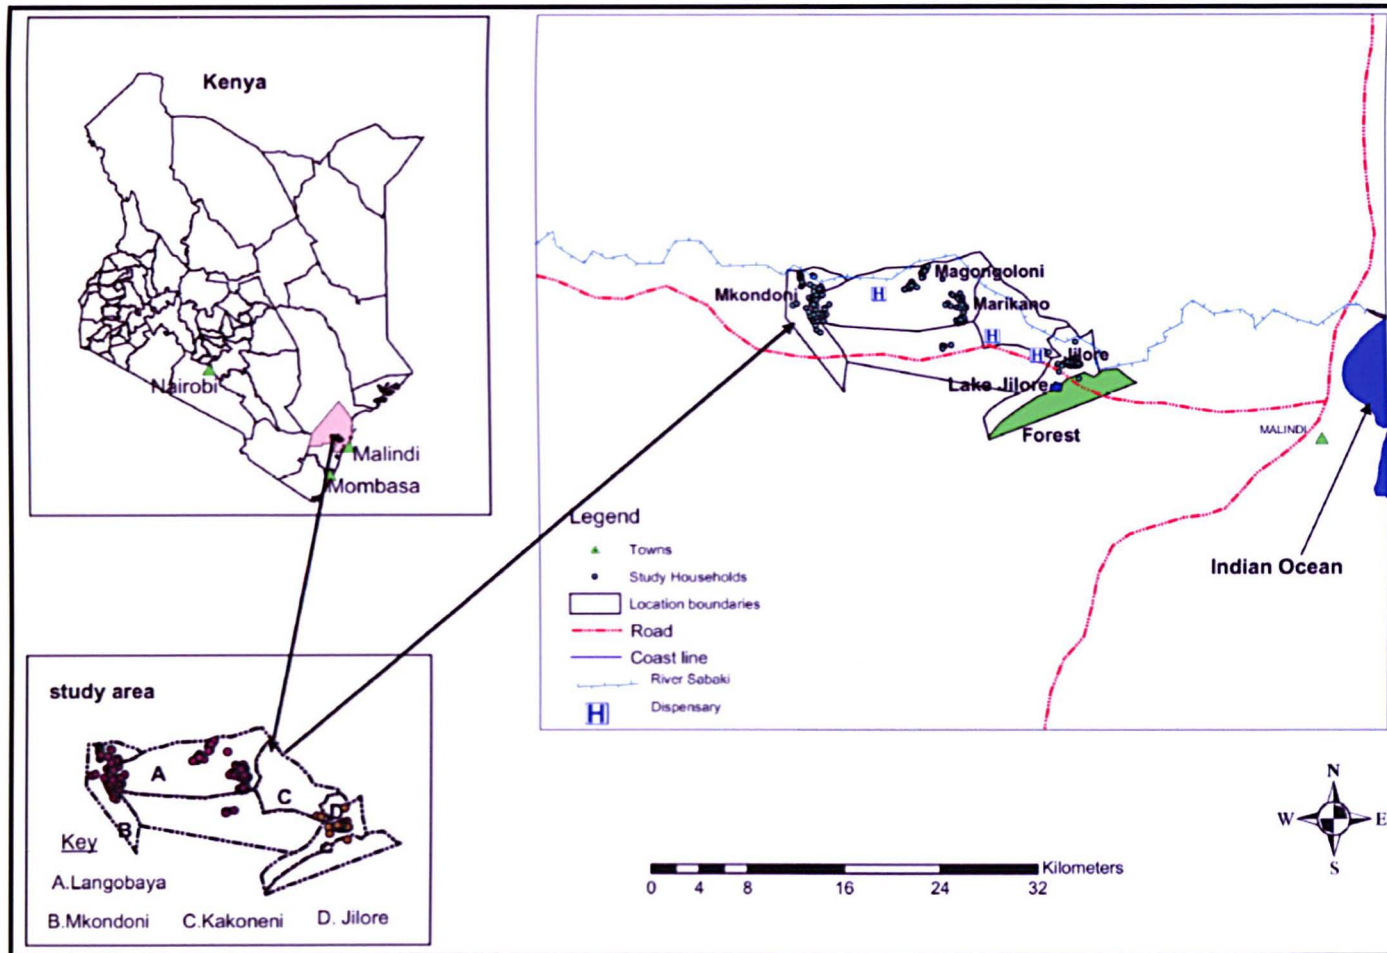 Kenya
Nairobi
Malindi
Mombasa
Mkondoni
H
Magongoloni
Marikano
H
H
Jilore
Lake Jilore
Forest
MALINDI
Indian Ocean
Legend
Towns
Study Households
Location boundaries
Road
Coast line
River Sabaki
H Dispensary
study area
A
C
D
B
Key
A.Langobaya
B.Mkondoni C.Kakoneni D. Jilore
N
W E
S
Kilometers
0 4 8 16 24 32